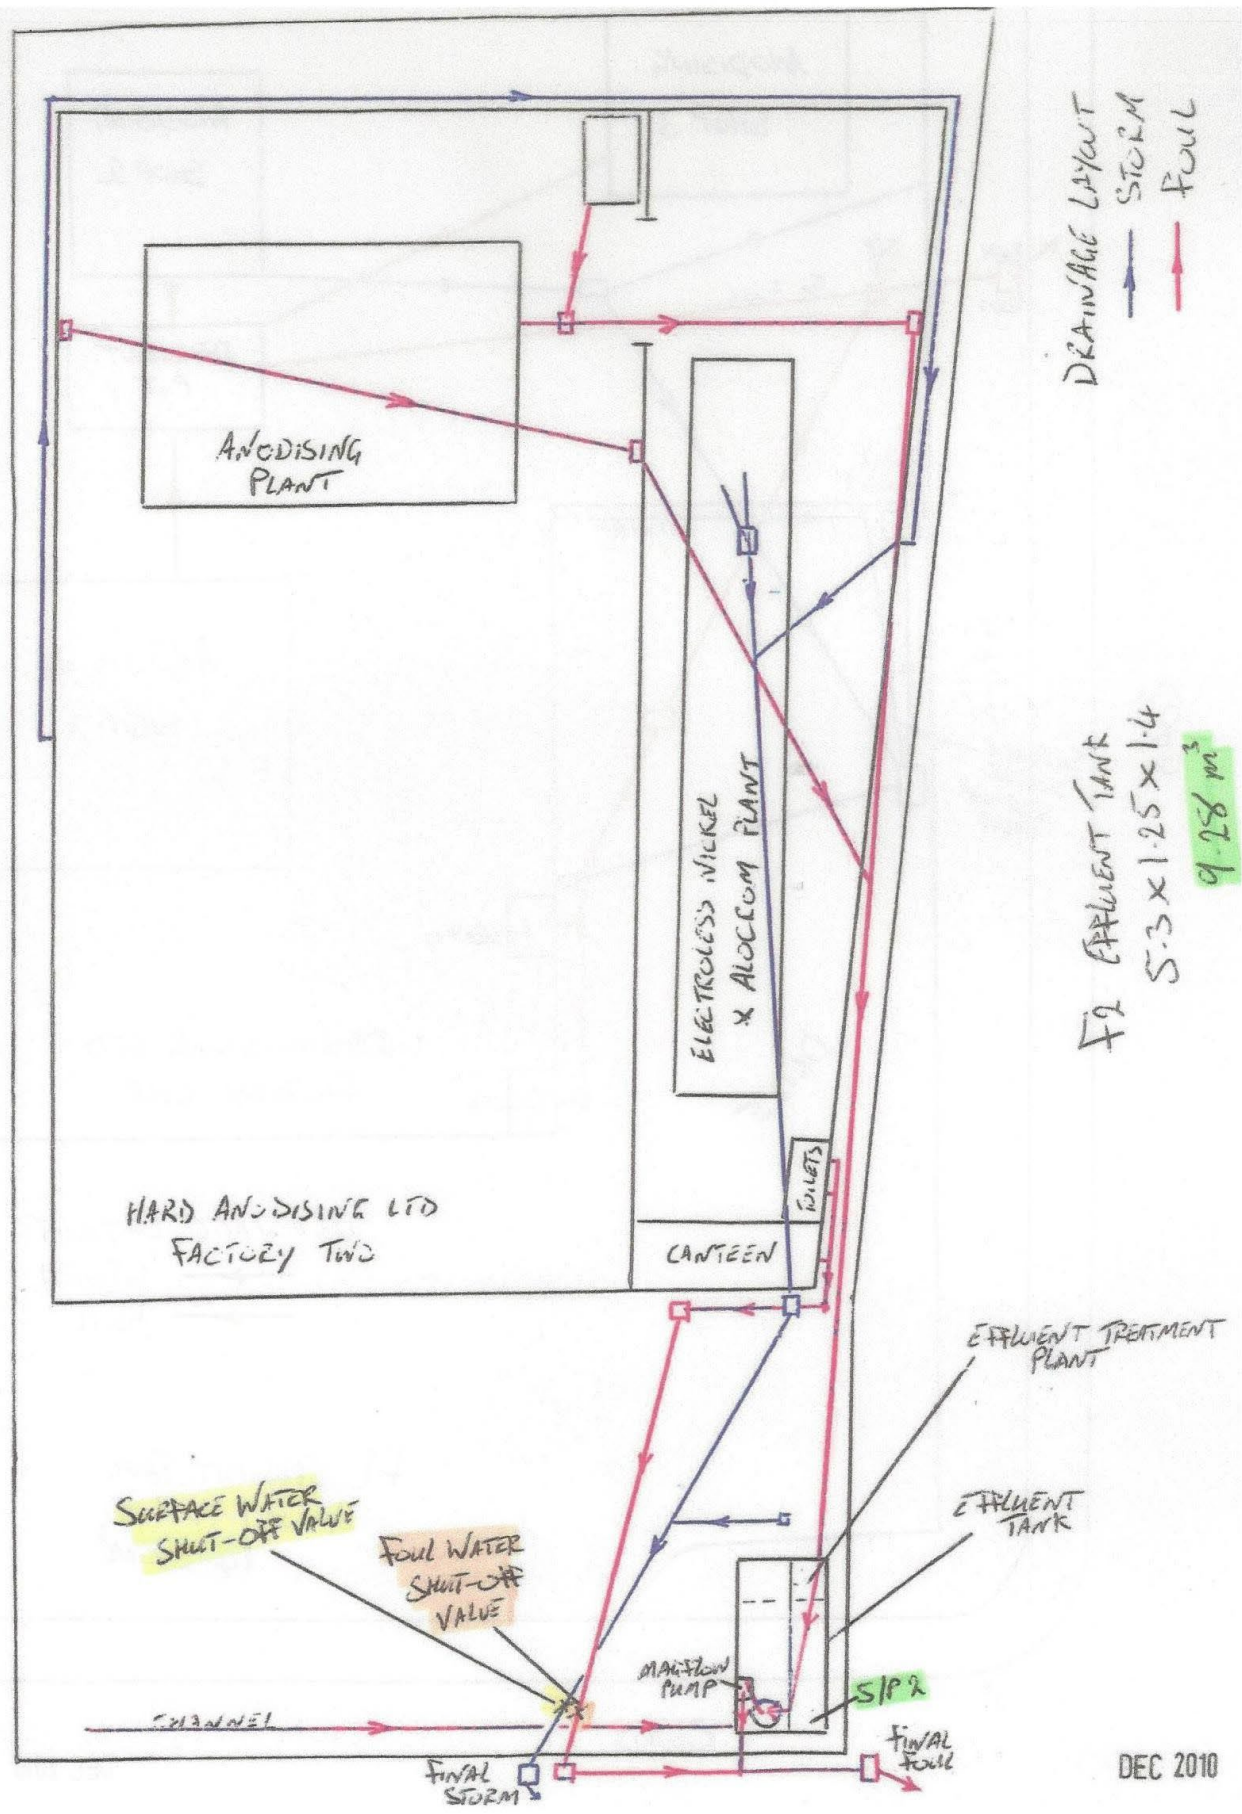 DRAINAGE LAYOUT
STORM
FOUL
ANODISING
PLANT
ELECTROLESS NICKEL
& ALOCROM PLANT
F2 EFFLUENT TANK
5.3 x 1.25 x 1.4
9.28 m³
TOILETS
HARD ANODISING LTD
FACTORY TWO
CANTEEN
EFFLUENT TREATMENT
PLANT
EFFLUENT
TANK
SURFACE WATER
SHUT-OFF VALVE
FOUL WATER
SHUT-OFF
VALVE
MAGFLOW
PUMP
S/P 2
CHANNEL
FINAL
STORM
FINAL
FOUL
DEC 2010